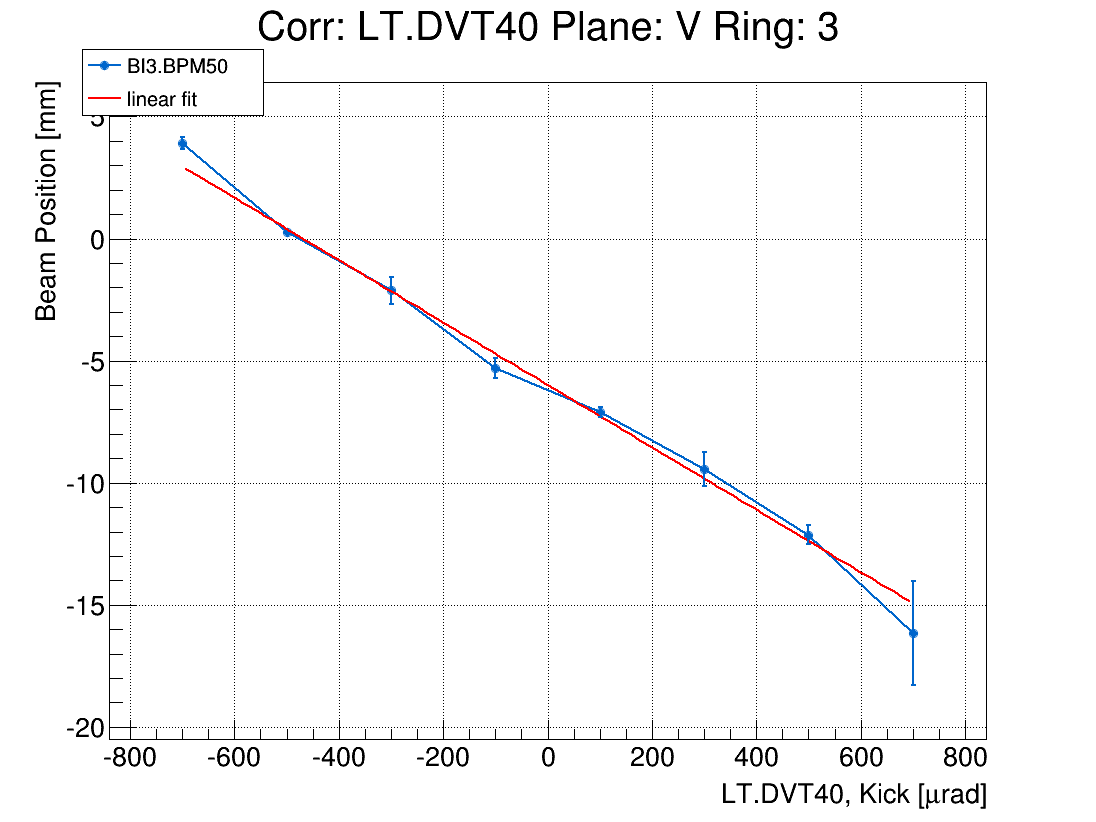 Corr: LT.DVT40 Plane: V Ring: 3
BI3.BPM50
linear fit
Beam Position [mm]
5
0
-5
-10
-15
-20
-800 -600 -400 -200 0 200 400 600 800
LT.DVT40, Kick [μrad]